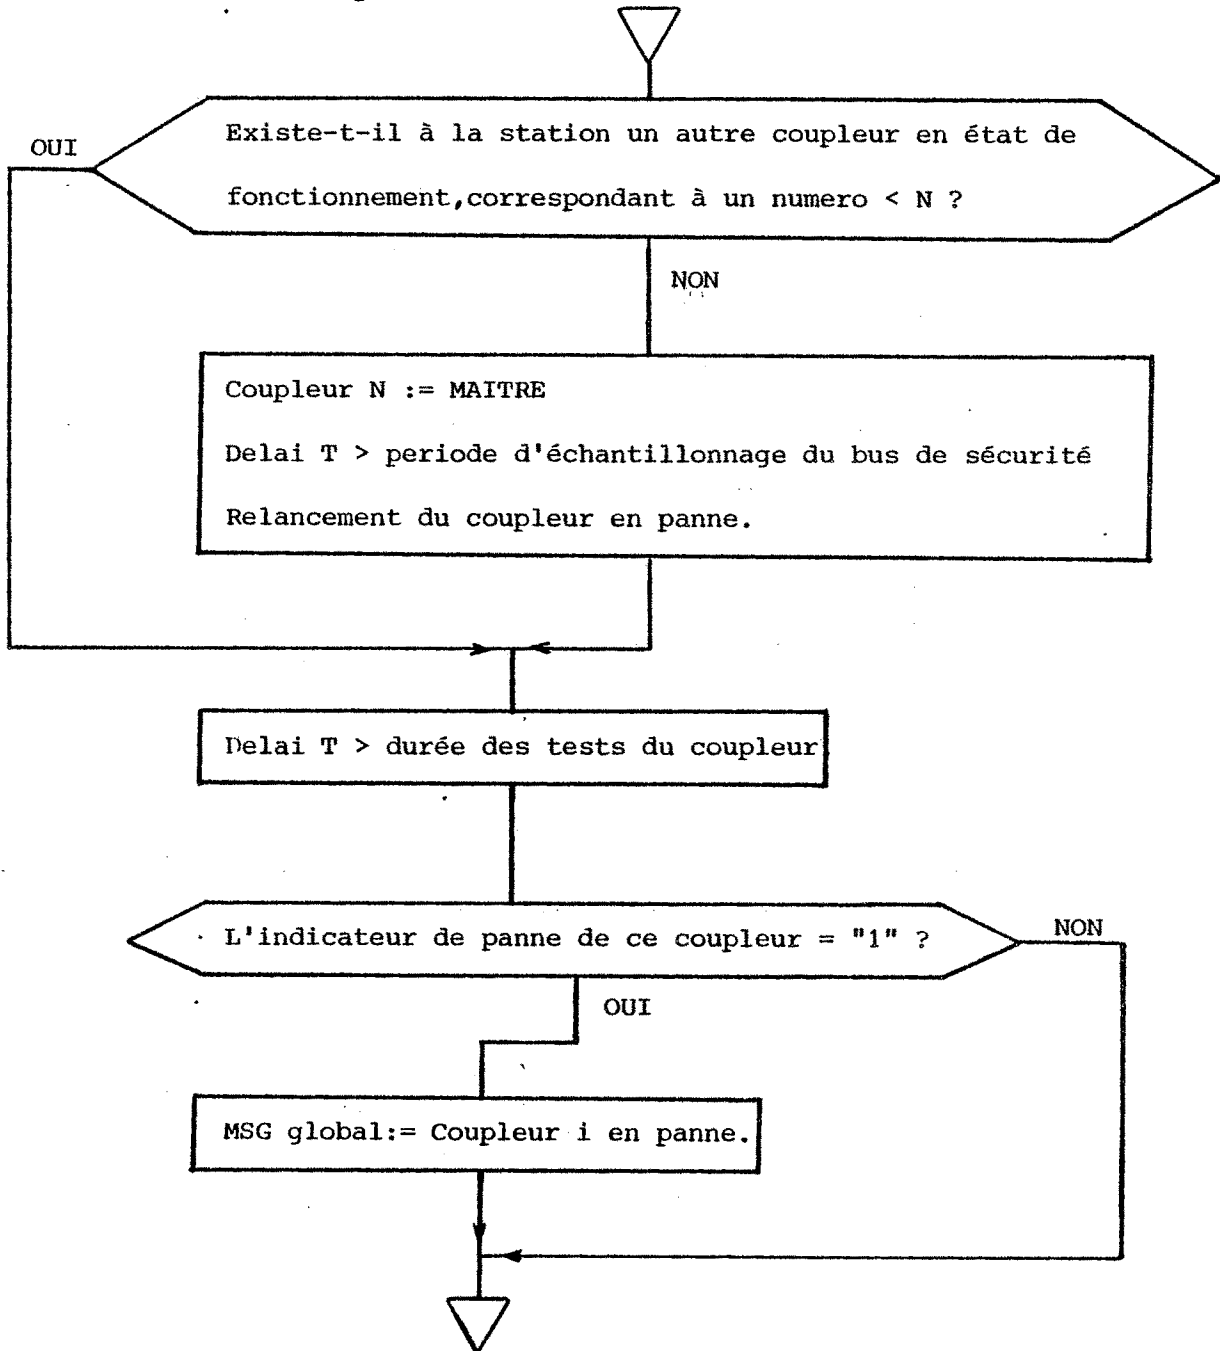 Existe-t-il à la station un autre coupleur en état de
OUI
fonctionnement,correspondant à un numero < N ?
NON
Coupleur N := MAITRE
Delai T > periode d'échantillonnage du bus de sécurité
Relancement du coupleur en panne.
Delai T > durée des tests du coupleur
L'indicateur de panne de ce coupleur = "1" ?
NON
OUI
MSG global:= Coupleur i en panne.